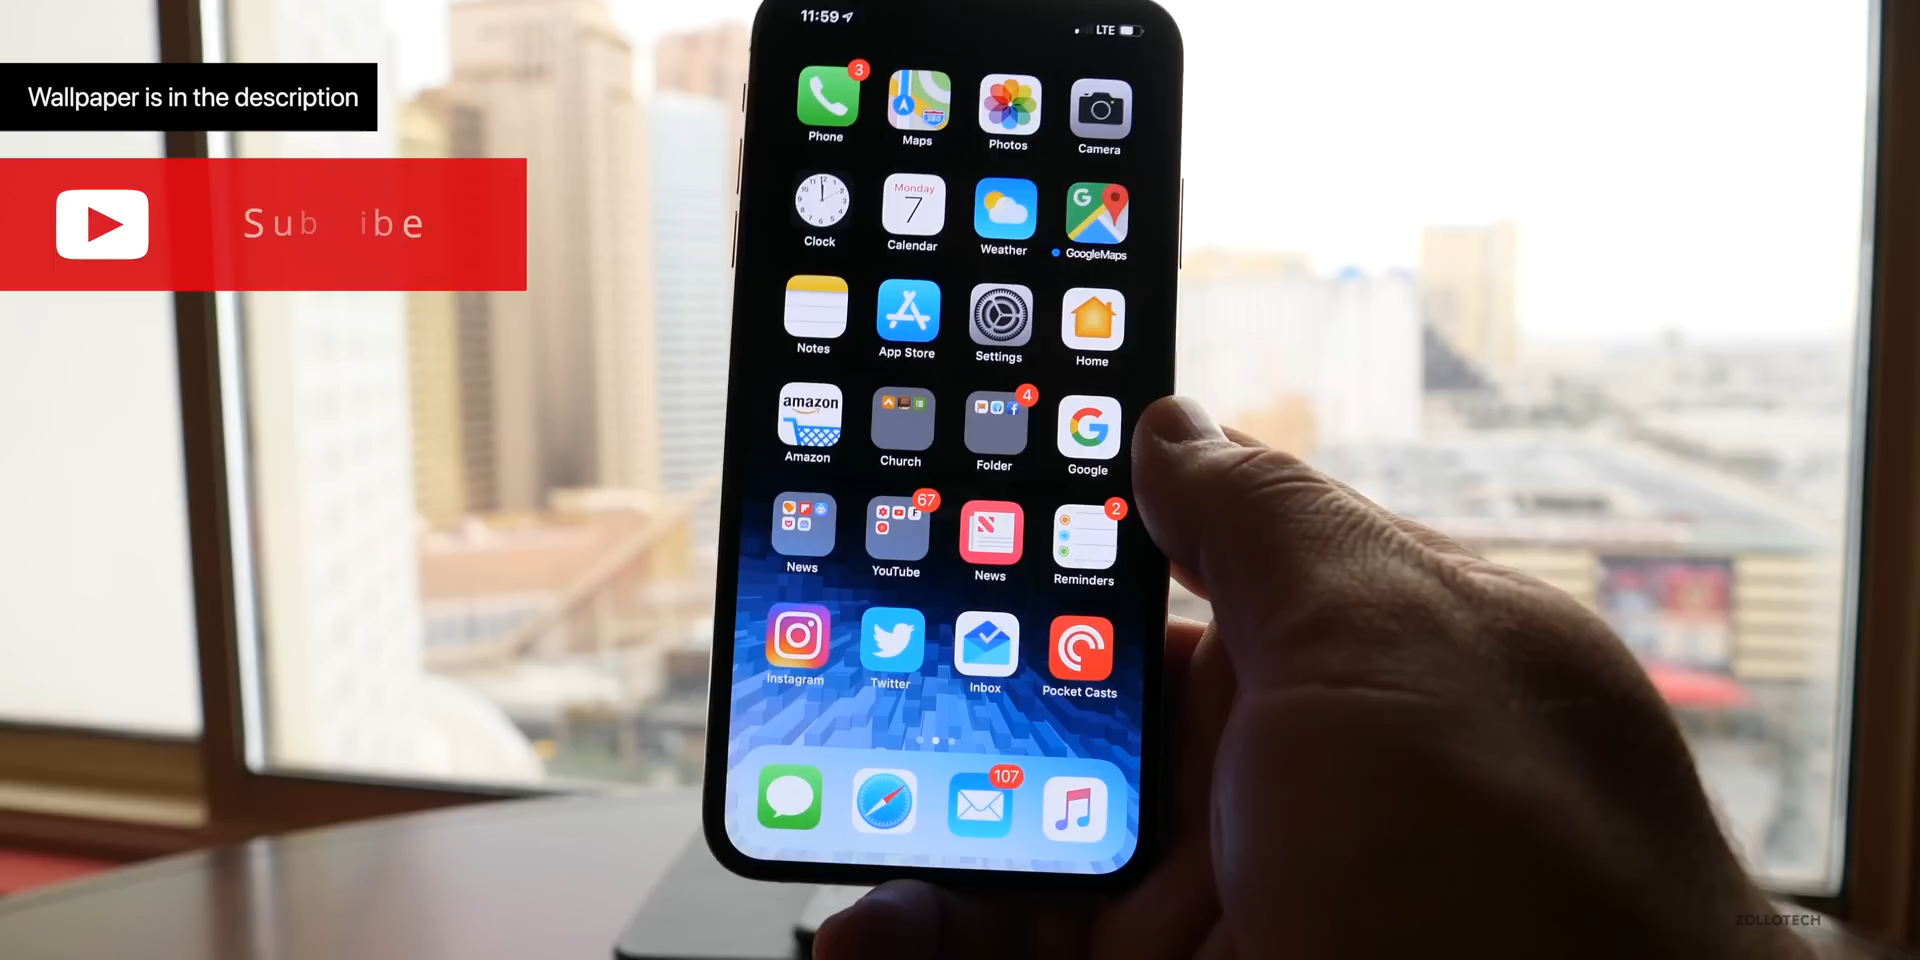 11:59
LTE
Wallpaper is in the description
Sub ibe
3
Phone
Maps
Photos
Camera
Monday
7
Clock
Calendar
Weather
GoogleMaps
Notes
App Store
Settings
Home
amazon
4
Amazon
Church
Folder
Google
67
2
News
YouTube
News
Reminders
Instagram
Twitter
Inbox
Pocket Casts
107
ZOLLOTECH